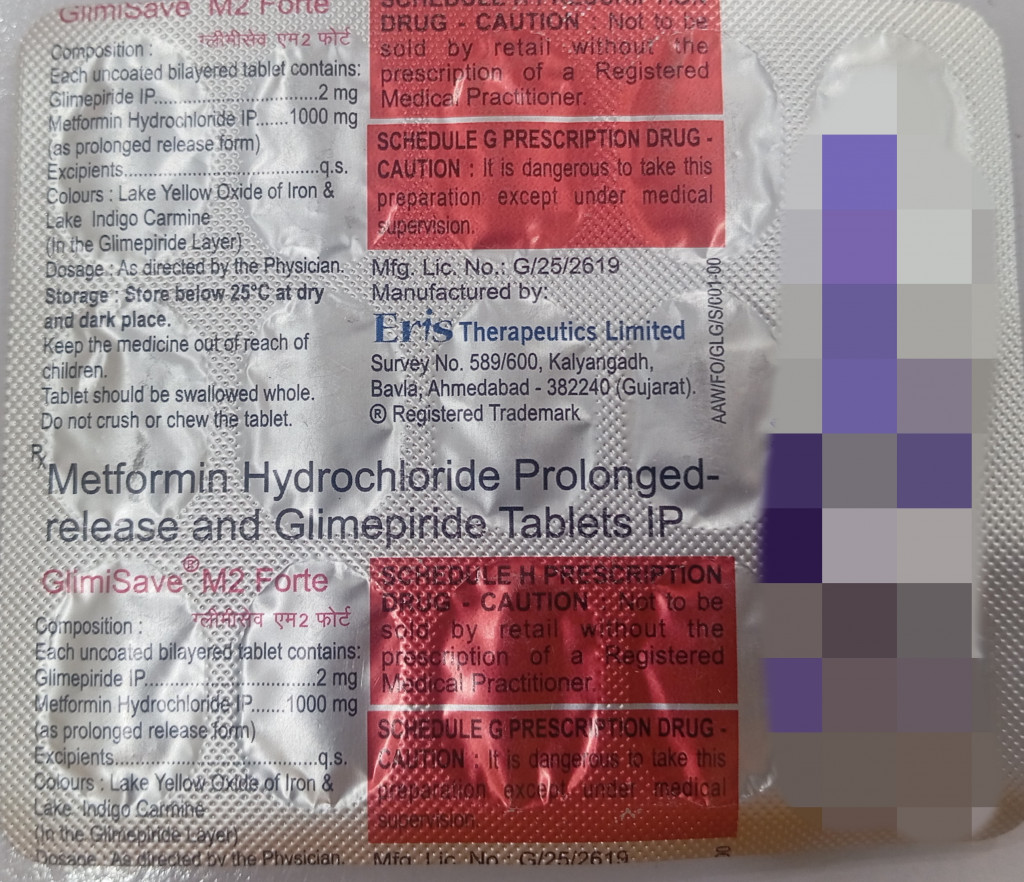 GlimiSave M2 Forte
ग्लीमीसेव एम2 फोर्ट
Composition :
Each uncoated bilayered tablet contains:
Glimepiride IP..................................2 mg
Metformin Hydrochloride IP.......1000 mg
(as prolonged release form)
Excipients.........................................q.s.
Colours : Lake Yellow Oxide of Iron &
Lake Indigo Carmine
(in the Glimepiride Layer)
Dosage : As directed by the Physician.
Storage : Store below 25°C at dry
and dark place.
Keep the medicine out of reach of
children.
Tablet should be swallowed whole.
Do not crush or chew the tablet.
SCHEDULE H PRESCRIPTION
DRUG - CAUTION : Not to be
sold by retail without the
prescription of a Registered
Medical Practitioner.
SCHEDULE G PRESCRIPTION DRUG -
CAUTION : It is dangerous to take this
preparation except under medical
supervision.
Mfg. Lic. No.: G/25/2619
Manufactured by:
Eris Therapeutics Limited
Survey No. 589/600, Kalyangadh,
Bavla, Ahmedabad - 382240 (Gujarat).
® Registered Trademark
AAW/FO/GLG/S/001-00
Rx
Metformin Hydrochloride Prolonged-
release and Glimepiride Tablets IP
GlimiSave® M2 Forte
ग्लीमीसेव एम2 फोर्ट
Composition :
Each uncoated bilayered tablet contains:
Glimepiride IP..................................2 mg
Metformin Hydrochloride IP.......1000 mg
(as prolonged release form)
Excipients.........................................q.s.
Colours : Lake Yellow Oxide of Iron &
Lake Indigo Carmine
(in the Glimepiride Layer)
Dosage : As directed by the Physician.
SCHEDULE H PRESCRIPTION
DRUG - CAUTION : Not to be
sold by retail without the
prescription of a Registered
Medical Practitioner.
SCHEDULE G PRESCRIPTION DRUG -
CAUTION : It is dangerous to take this
preparation except under medical
supervision.
Mfg. Lic. No.: G/25/2619